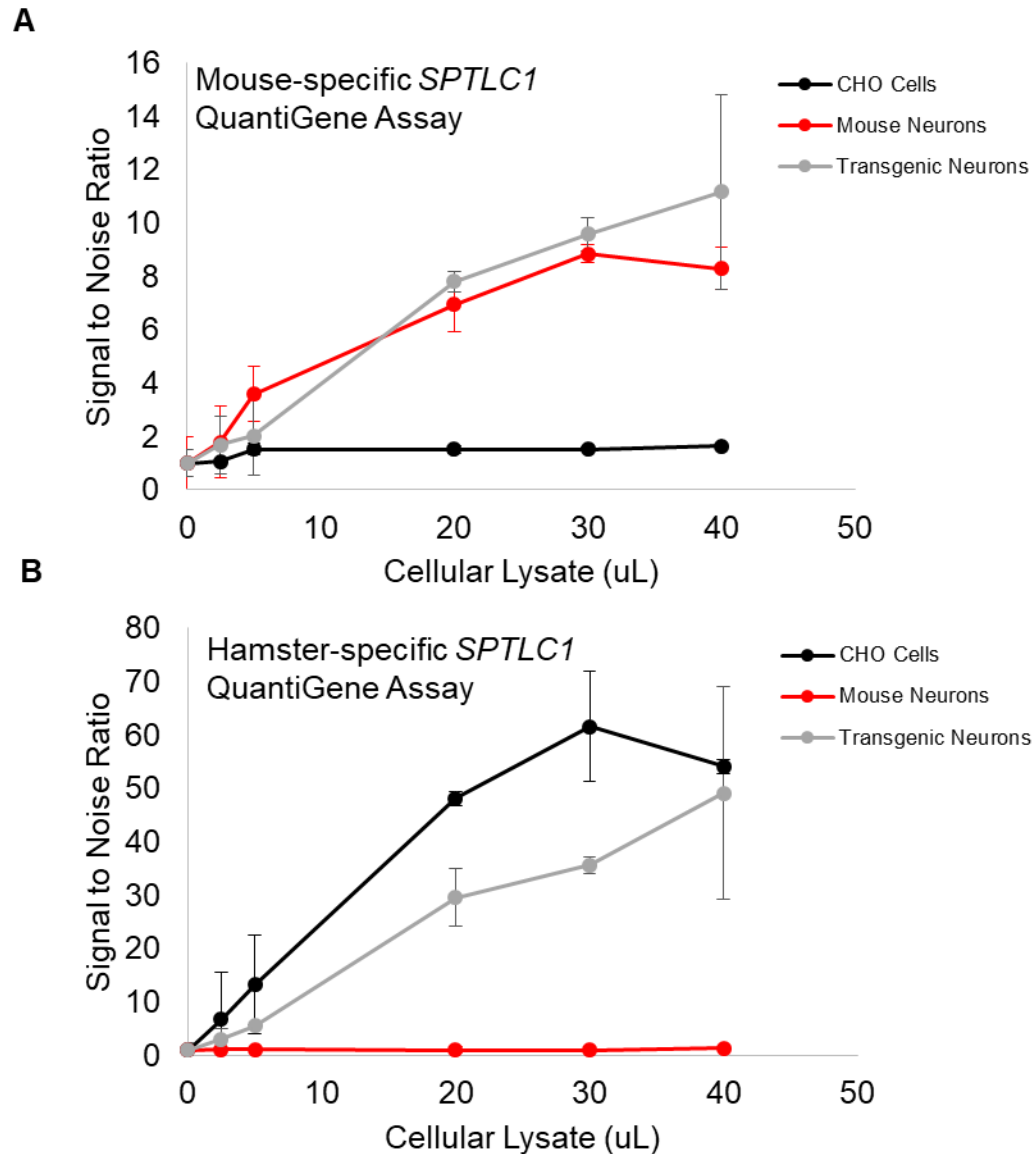 A
Mouse-specific SPTLC1
QuantiGene Assay
Signal to Noise Ratio
16
14
12
10
8
6
4
2
0
0 10 20 30 40 50
Cellular Lysate (uL)
CHO Cells
Mouse Neurons
Transgenic Neurons
B
Hamster-specific SPTLC1
QuantiGene Assay
Signal to Noise Ratio
80
70
60
50
40
30
20
10
0
0 10 20 30 40 50
Cellular Lysate (uL)
CHO Cells
Mouse Neurons
Transgenic Neurons